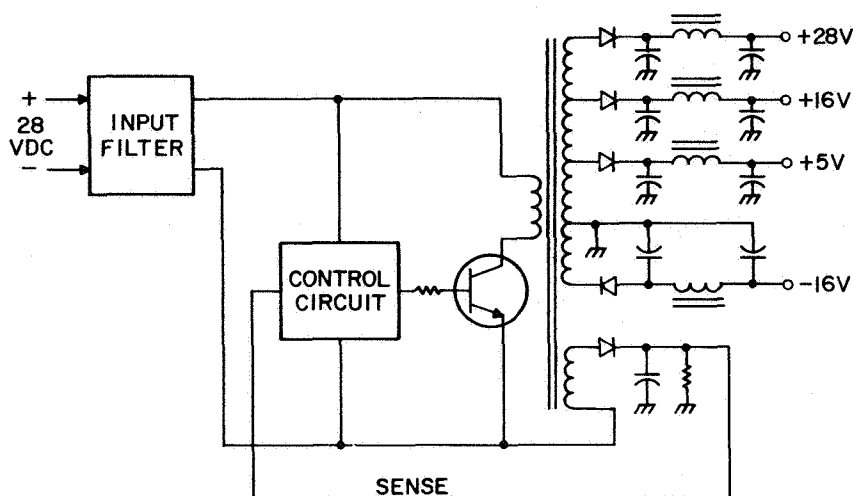 +28V
+16V
+
28
VDC
-
INPUT
FILTER
+5V
CONTROL
CIRCUIT
-16V
SENSE